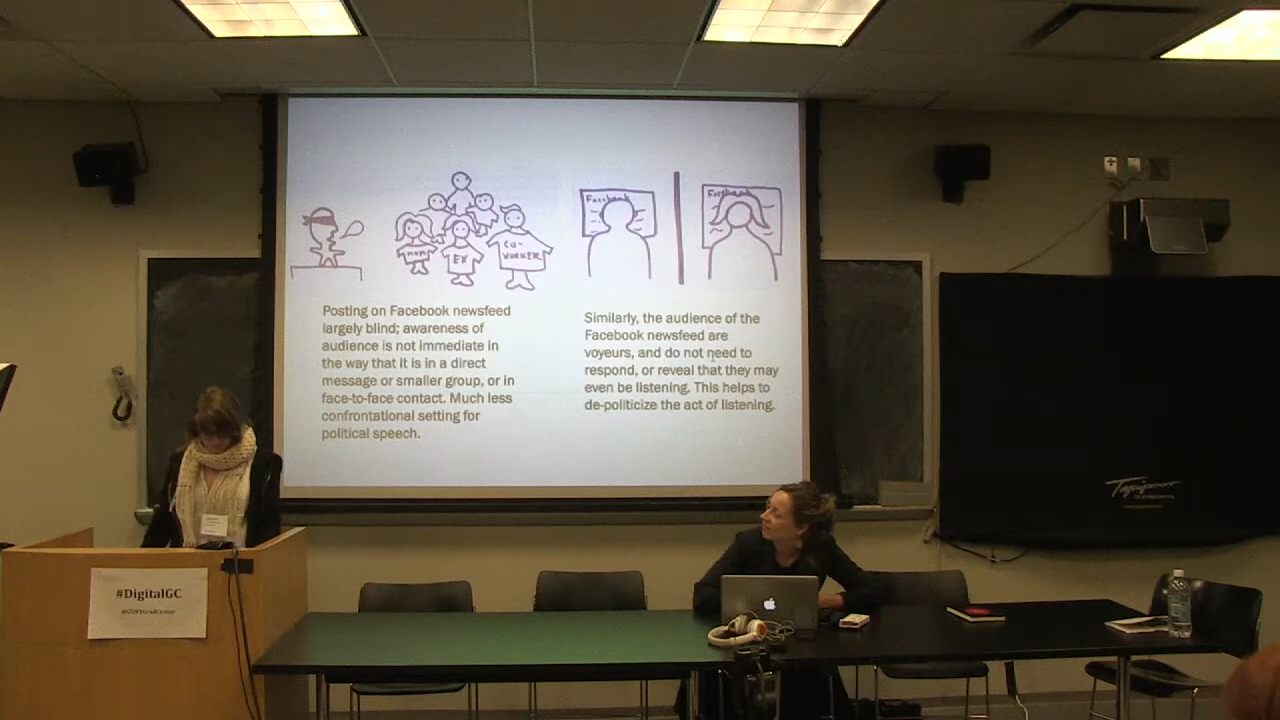 MOM
EX
CO-
WORKER
Facebook
Facebook
Posting on Facebook newsfeed
largely blind; awareness of
audience is not immediate in
the way that it is in a direct
message or smaller group, or in
face-to-face contact. Much less
confrontational setting for
political speech.
Similarly, the audience of the
Facebook newsfeed are
voyeurs, and do not need to
respond, or reveal that they may
even be listening. This helps to
de-politicize the act of listening.
#DigitalGC